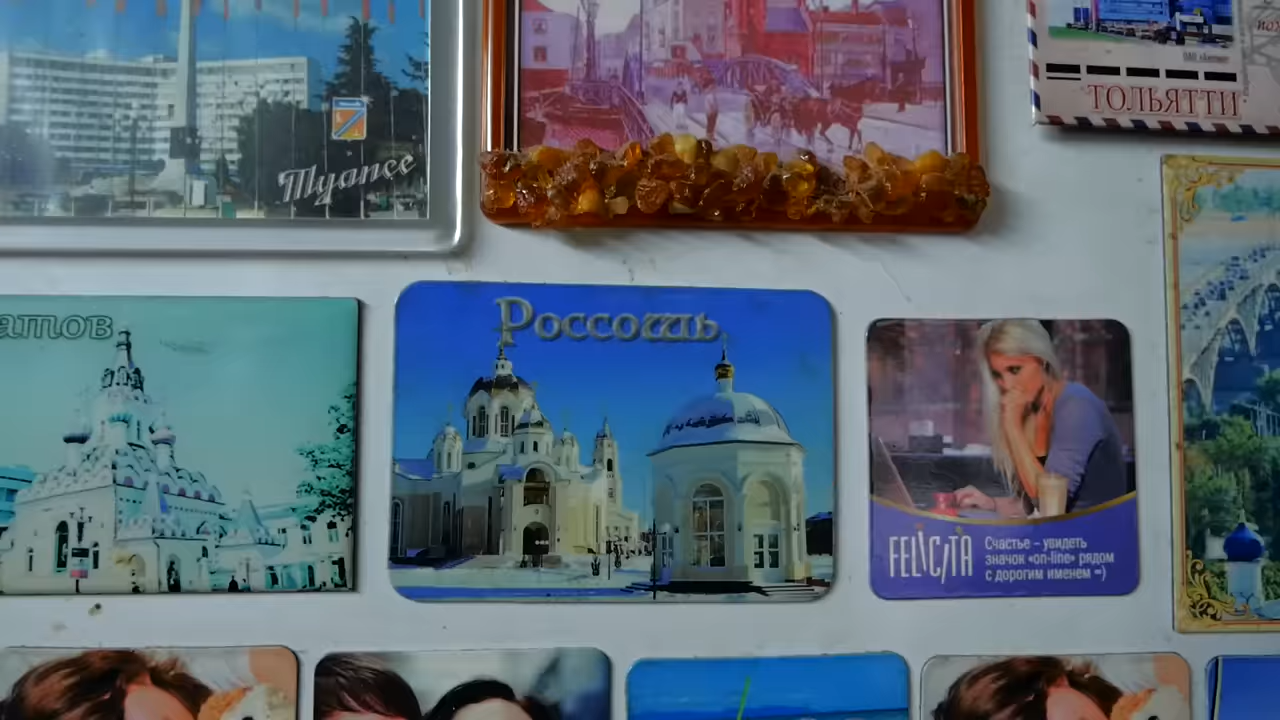 Туапсе
ТОЛЬЯТТИ
атов
Россошь
FELICITA
Счастье – увидеть
значок «on-line» рядом
с дорогим именем =)